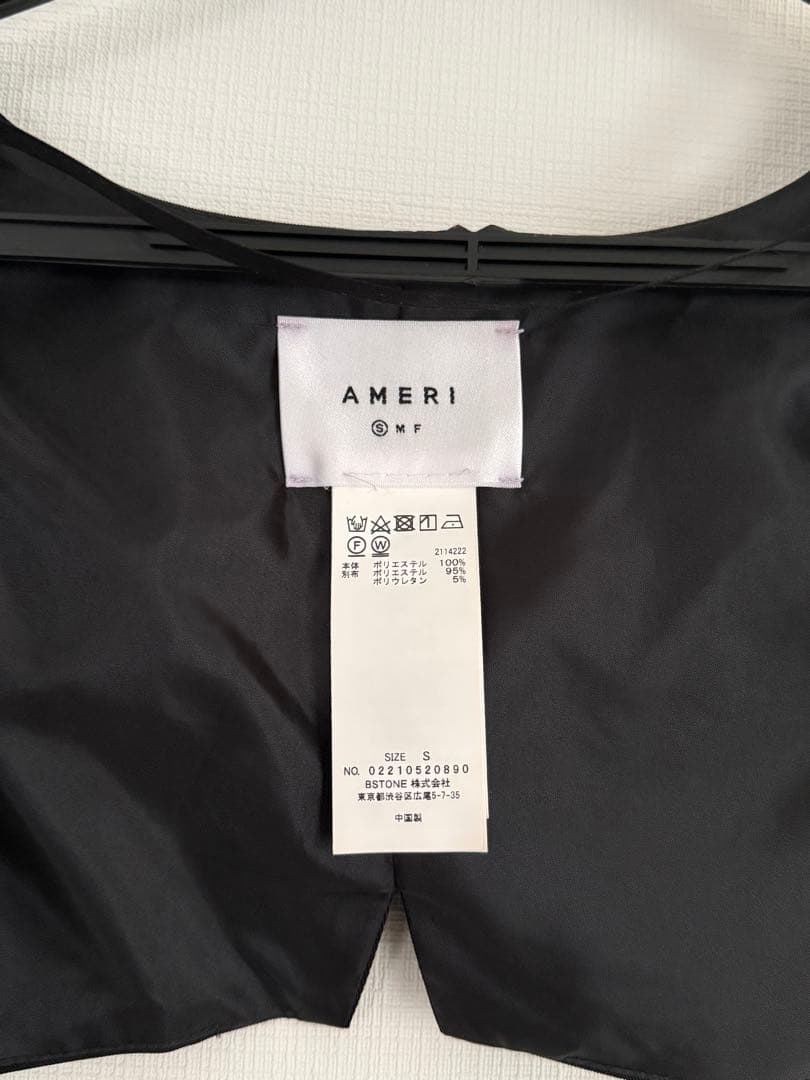 AMERI
Ⓢ M F
Ⓕ Ⓦ
2114222
本体 ポリエステル 100%
別布 ポリエステル 95%
ポリウレタン 5%
SIZE S
NO. 02210520890
BSTONE 株式会社
東京都渋谷区広尾5-7-35
中国製